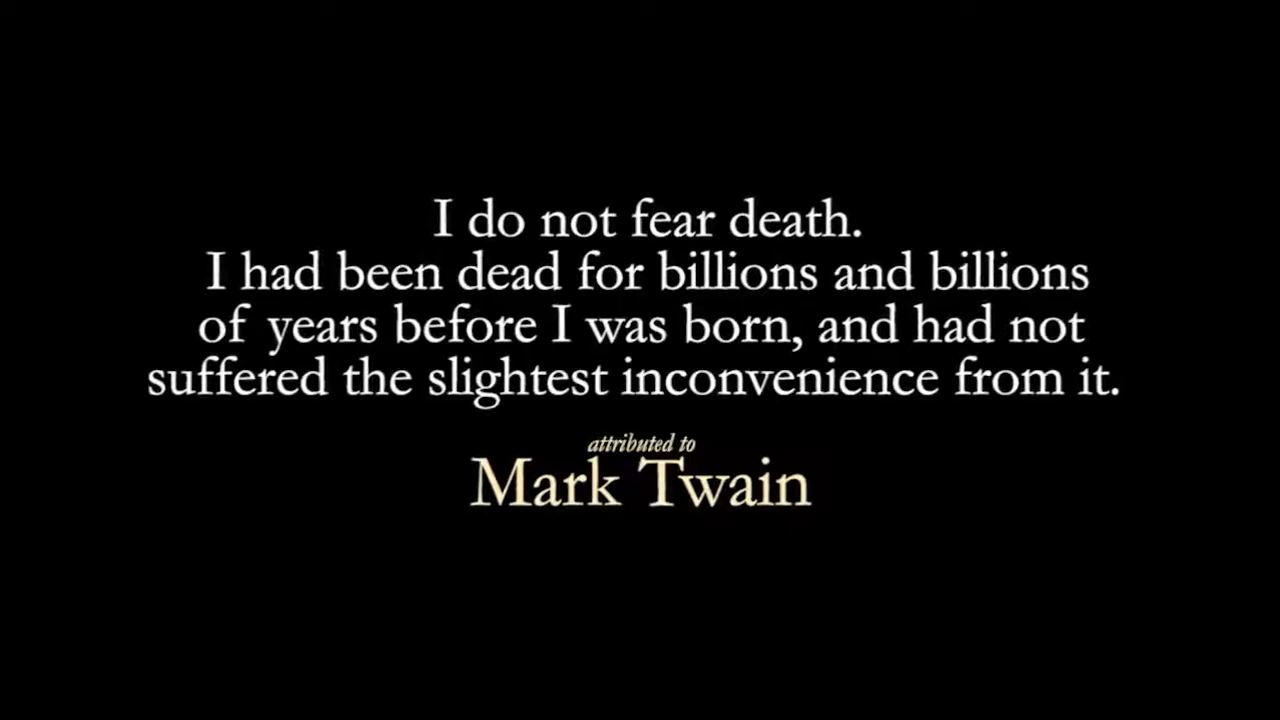 I do not fear death.
I had been dead for billions and billions
of years before I was born, and had not
suffered the slightest inconvenience from it.
attributed to
Mark Twain